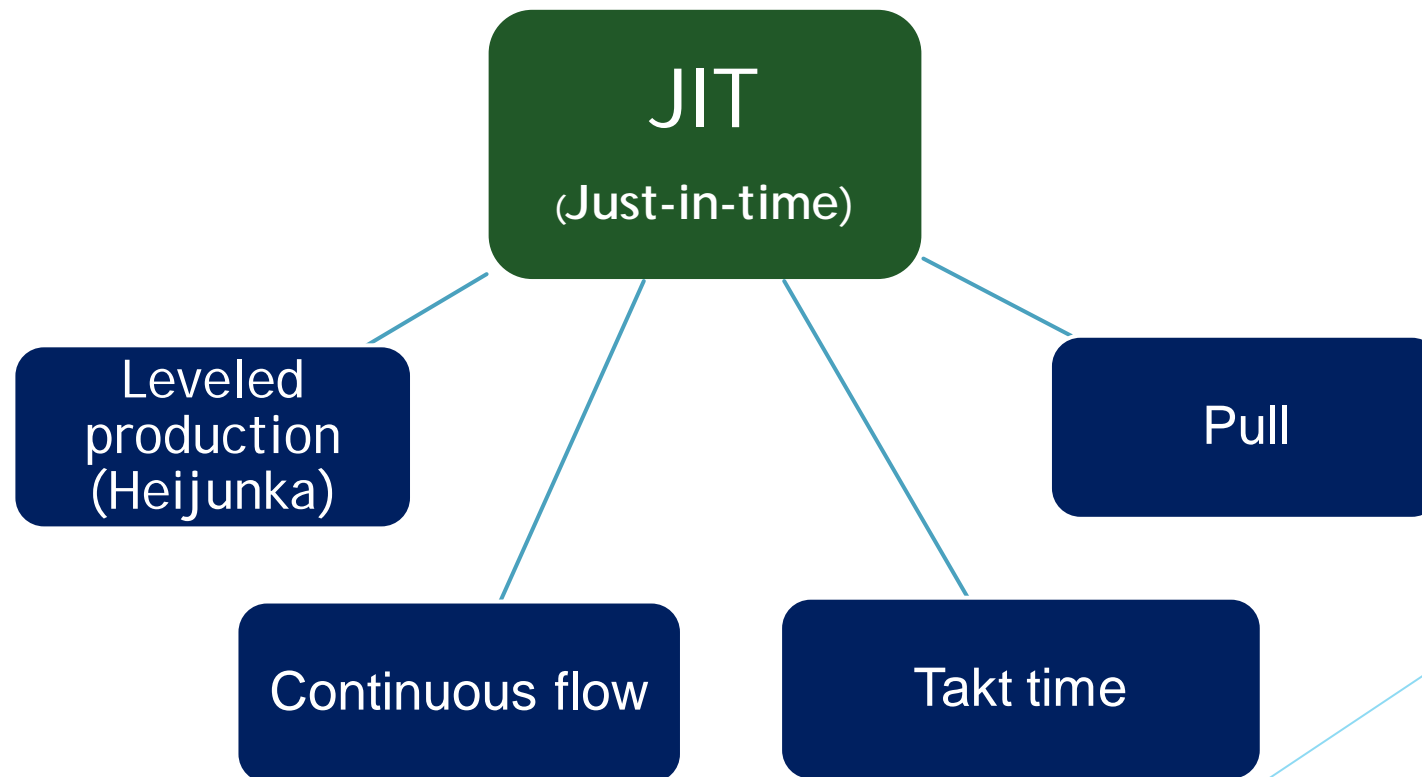 JIT
(Just-in-time)
Leveled
production
(Heijunka)
Pull
Continuous flow
Takt time